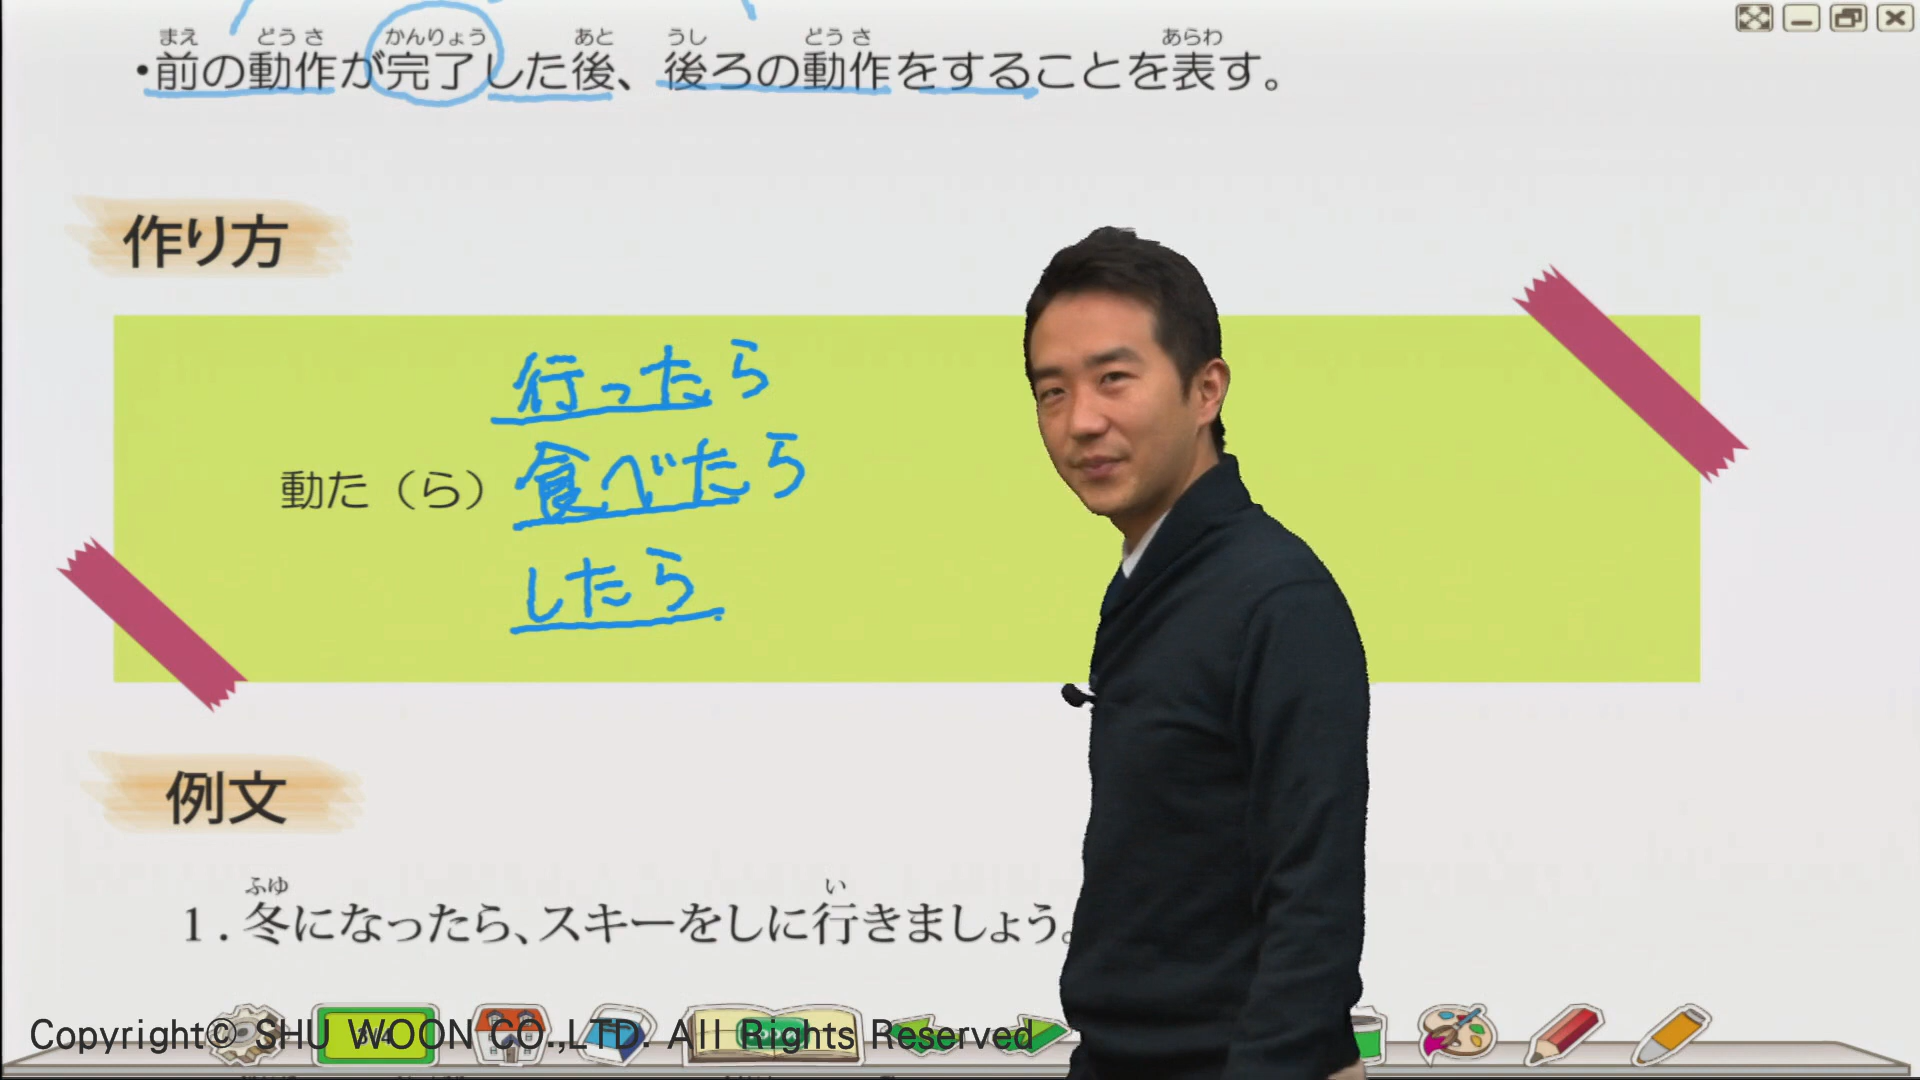 まえ どうさ かんりょう あと うし どうさ あらわ
・前の動作が完了した後、後ろの動作をすることを表す。
作り方
行ったら
動た（ら）食べたら
したら
例文
ふゆ い
1．冬になったら、スキーをしに行きましょう。
3/4
BOOK
Copyright© SHU WOON CO.,LTD. All Rights Reserved